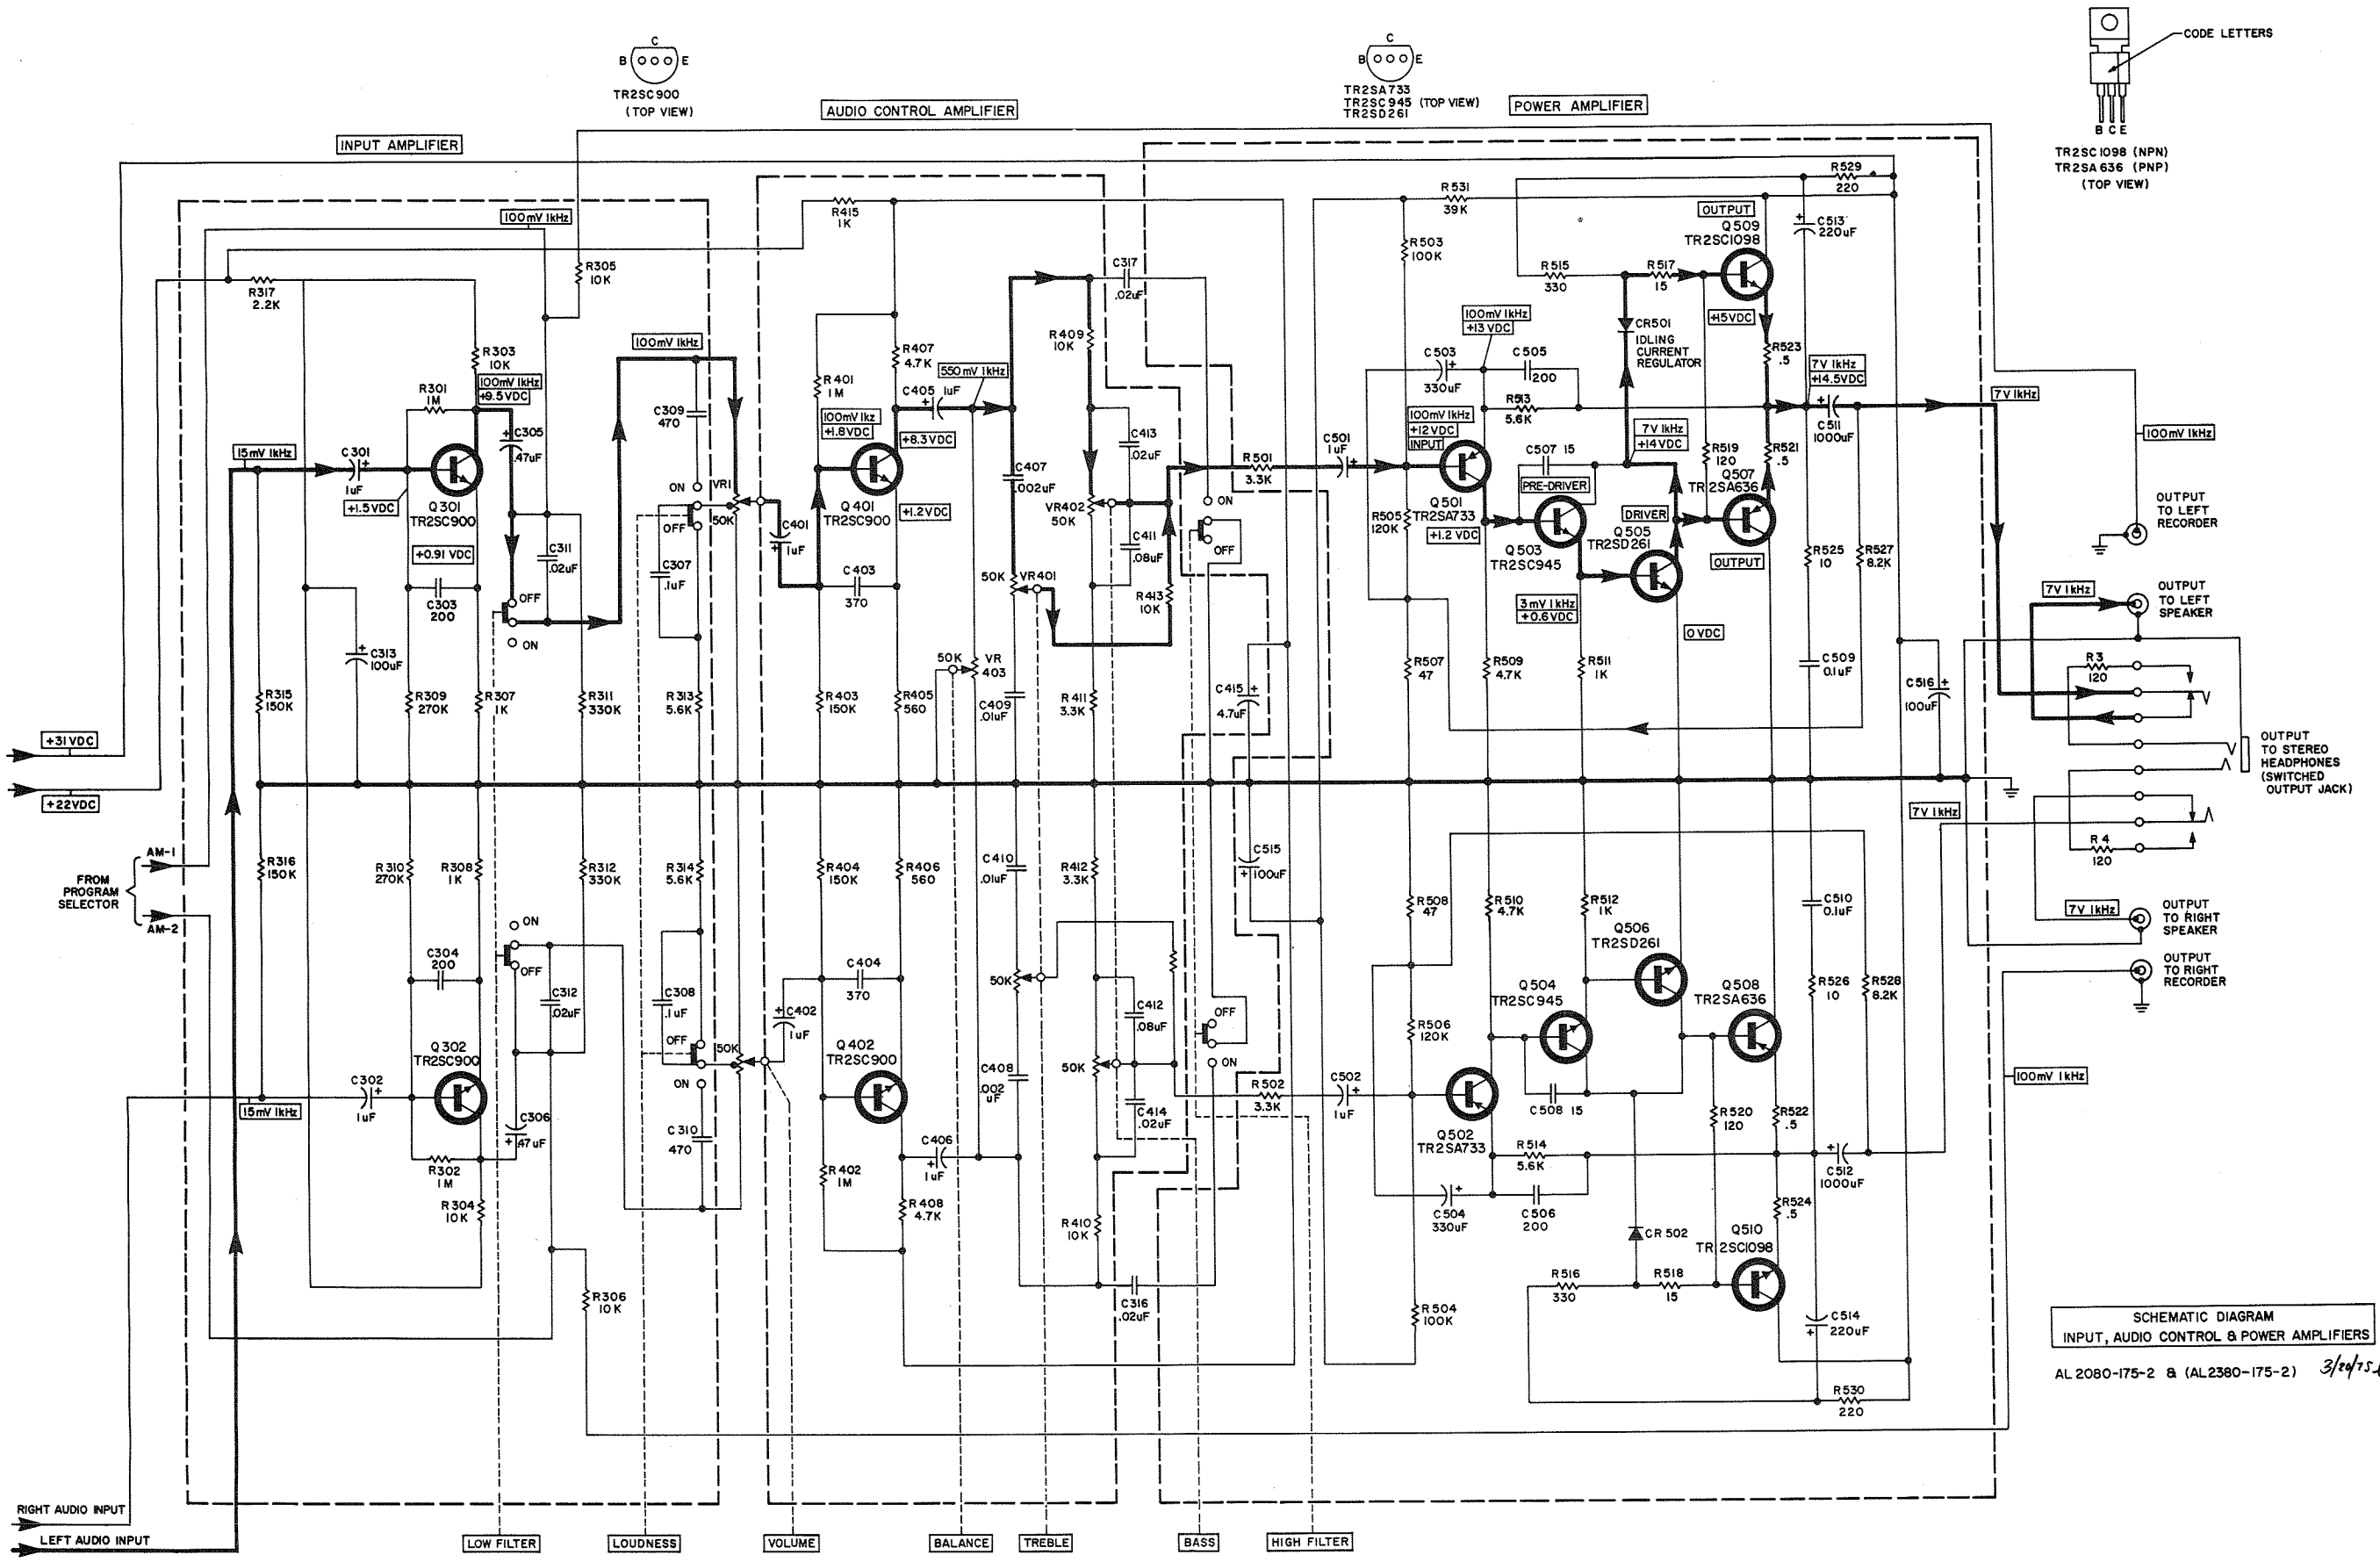 C
B E
TR2SC900
(TOP VIEW)
C
B E
TR2SA733
TR2SC945 (TOP VIEW)
TR2SD261
CODE LETTERS
B C E
TR2SC1098 (NPN)
TR2SA636 (PNP)
(TOP VIEW)
INPUT AMPLIFIER
AUDIO CONTROL AMPLIFIER
POWER AMPLIFIER
100mV 1kHz
R305
10K
R317
2.2K
R303
10K
100mV 1kHz
+9.5VDC
R301
1M
15mV 1kHz
C301
1uF
+1.5VDC
Q301
TR2SC900
+0.91 VDC
C305
.47uF
C303
200
C311
.02uF
OFF
ON
C313
100uF
R315
150K
R309
270K
R307
1K
R311
330K
100mV 1kHz
C309
470
ON
OFF
VR1
50K
C307
.1uF
R313
5.6K
R415
1K
R401
1M
R407
4.7K
100mV 1kz
+1.8VDC
C405 1uF
550mV 1kHz
+8.3VDC
Q401
TR2SC900
+1.2VDC
C401
1uF
C403
370
R403
150K
R405
560
50K VR
403
C407
.002uF
50K VR401
C409
.01uF
C317
.02uF
R409
10K
C413
.02uF
VR402
50K
C411
.08uF
R413
10K
R411
3.3K
ON
OFF
C415
4.7uF
R501
3.3K
C501
1uF
R531
39K
R503
100K
100mV 1kHz
+13VDC
C503
330uF
C505
200
R513
5.6K
100mV 1kHz
+12VDC
INPUT
Q501
TR2SA733
+1.2 VDC
R505
120K
R507
47
R509
4.7K
C507 15
PRE-DRIVER
Q503
TR2SC945
3mV 1kHz
+0.6VDC
R511
1K
DRIVER
Q505
TR2SD261
0VDC
7V 1kHz
+14VDC
CR501
IDLING
CURRENT
REGULATOR
R515
330
R517
15
R529
220
OUTPUT
Q509
TR2SC1098
+15VDC
C513
220uF
R523
.5
7V 1kHz
+14.5VDC
C511
1000uF
7V 1kHz
R519
120
R521
.5
Q507
TR2SA636
OUTPUT
R525
10
R527
8.2K
C509
0.1uF
C516
100uF
100mV 1kHz
OUTPUT
TO LEFT
RECORDER
7V 1kHz
OUTPUT
TO LEFT
SPEAKER
R3
120
OUTPUT
TO STEREO
HEADPHONES
(SWITCHED
OUTPUT JACK)
7V 1kHz
R4
120
7V 1kHz
OUTPUT
TO RIGHT
SPEAKER
OUTPUT
TO RIGHT
RECORDER
100mV 1kHz
+31VDC
+22VDC
FROM
PROGRAM
SELECTOR
AM-1
AM-2
R316
150K
R310
270K
R308
1K
R312
330K
C304
200
ON
OFF
C312
.02uF
Q302
TR2SC900
C302
1uF
15mV 1kHz
C306
.47uF
R302
1M
R304
10K
R306
10K
R314
5.6K
C308
.1uF
OFF
ON
50K
C310
470
R404
150K
R406
560
C402
1uF
C404
370
Q402
TR2SC900
R402
1M
C406
1uF
R408
4.7K
C410
.01uF
50K
C408
.002
uF
R412
3.3K
C412
.08uF
50K
C414
.02uF
R410
10K
C316
.02uF
OFF
ON
C515
100uF
R502
3.3K
C502
1uF
R508
47
R506
120K
R504
100K
R510
4.7K
R512
1K
Q506
TR2SD261
Q504
TR2SC945
Q508
TR2SA636
Q502
TR2SA733
C508 15
R514
5.6K
C504
330uF
C506
200
R520
120
R522
.5
C510
0.1uF
R526
10
R528
8.2K
C512
1000uF
R524
.5
CR502
Q510
TR2SC1098
R516
330
R518
15
C514
220uF
R530
220
SCHEMATIC DIAGRAM
INPUT, AUDIO CONTROL & POWER AMPLIFIERS
AL2080-175-2 & (AL2380-175-2) 3/20/75
RIGHT AUDIO INPUT
LEFT AUDIO INPUT
LOW FILTER
LOUDNESS
VOLUME
BALANCE
TREBLE
BASS
HIGH FILTER